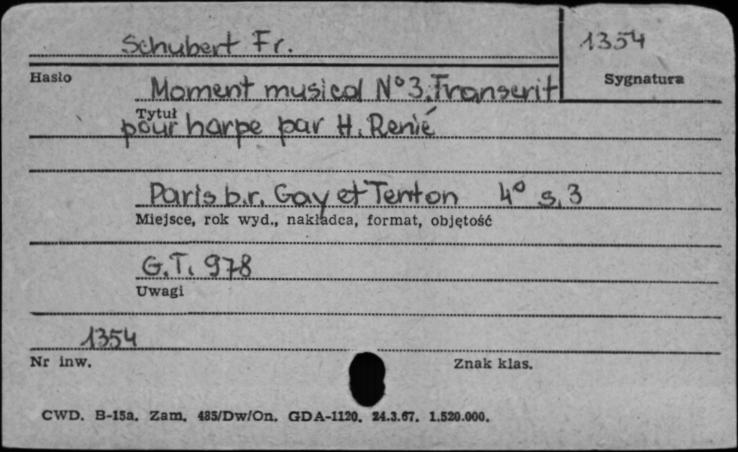 Schubert Fr.
1354
Hasło
Sygnatura
Moment musical Nº 3. Transcrit
Tytuł
pour harpe par H. Renié
Paris b.r. Gay et Tenton 4º s. 3
Miejsce, rok wyd., nakładca, format, objętość
G.T. 978
Uwagi
1354
Nr inw.
Znak klas.
CWD. B-15a. Zam. 485/Dw/On. GDA-1120. 24.3.67. 1.520.000.